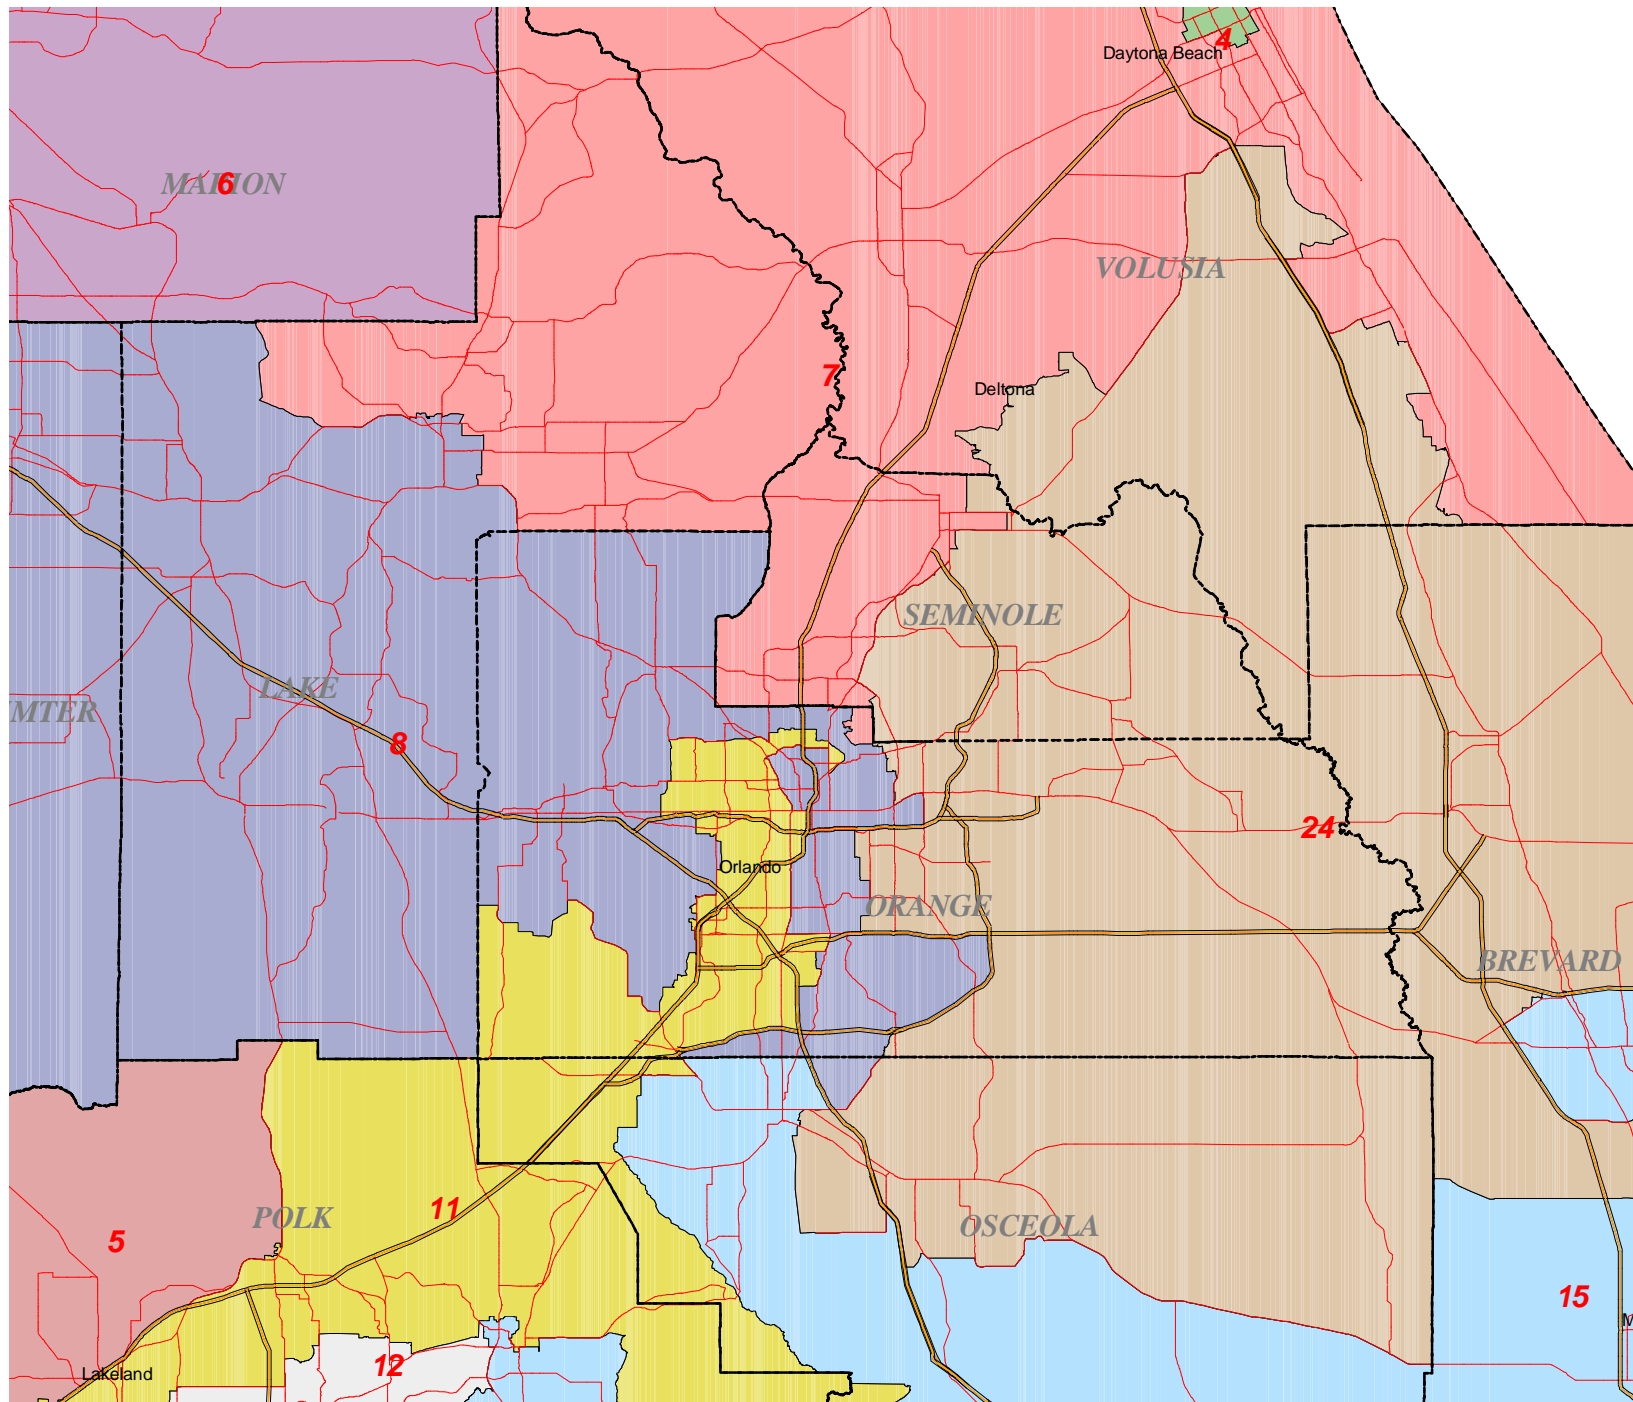 4
Daytona Beach
MARION
6
VOLUSIA
7
Deltona
SEMINOLE
LAKE
MTER
8
24
Orlando
ORANGE
BREVARD
11
POLK
5
OSCEOLA
15
M
12
Lakeland